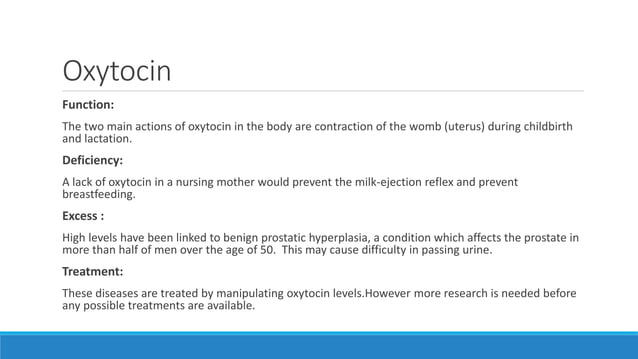 Oxytocin
Function:
The two main actions of oxytocin in the body are contraction of the womb (uterus) during childbirth
and lactation.
Deficiency:
A lack of oxytocin in a nursing mother would prevent the milk-ejection reflex and prevent
breastfeeding.
Excess :
High levels have been linked to benign prostatic hyperplasia, a condition which affects the prostate in
more than half of men over the age of 50.  This may cause difficulty in passing urine.
Treatment:
These diseases are treated by manipulating oxytocin levels.However more research is needed before
any possible treatments are available.